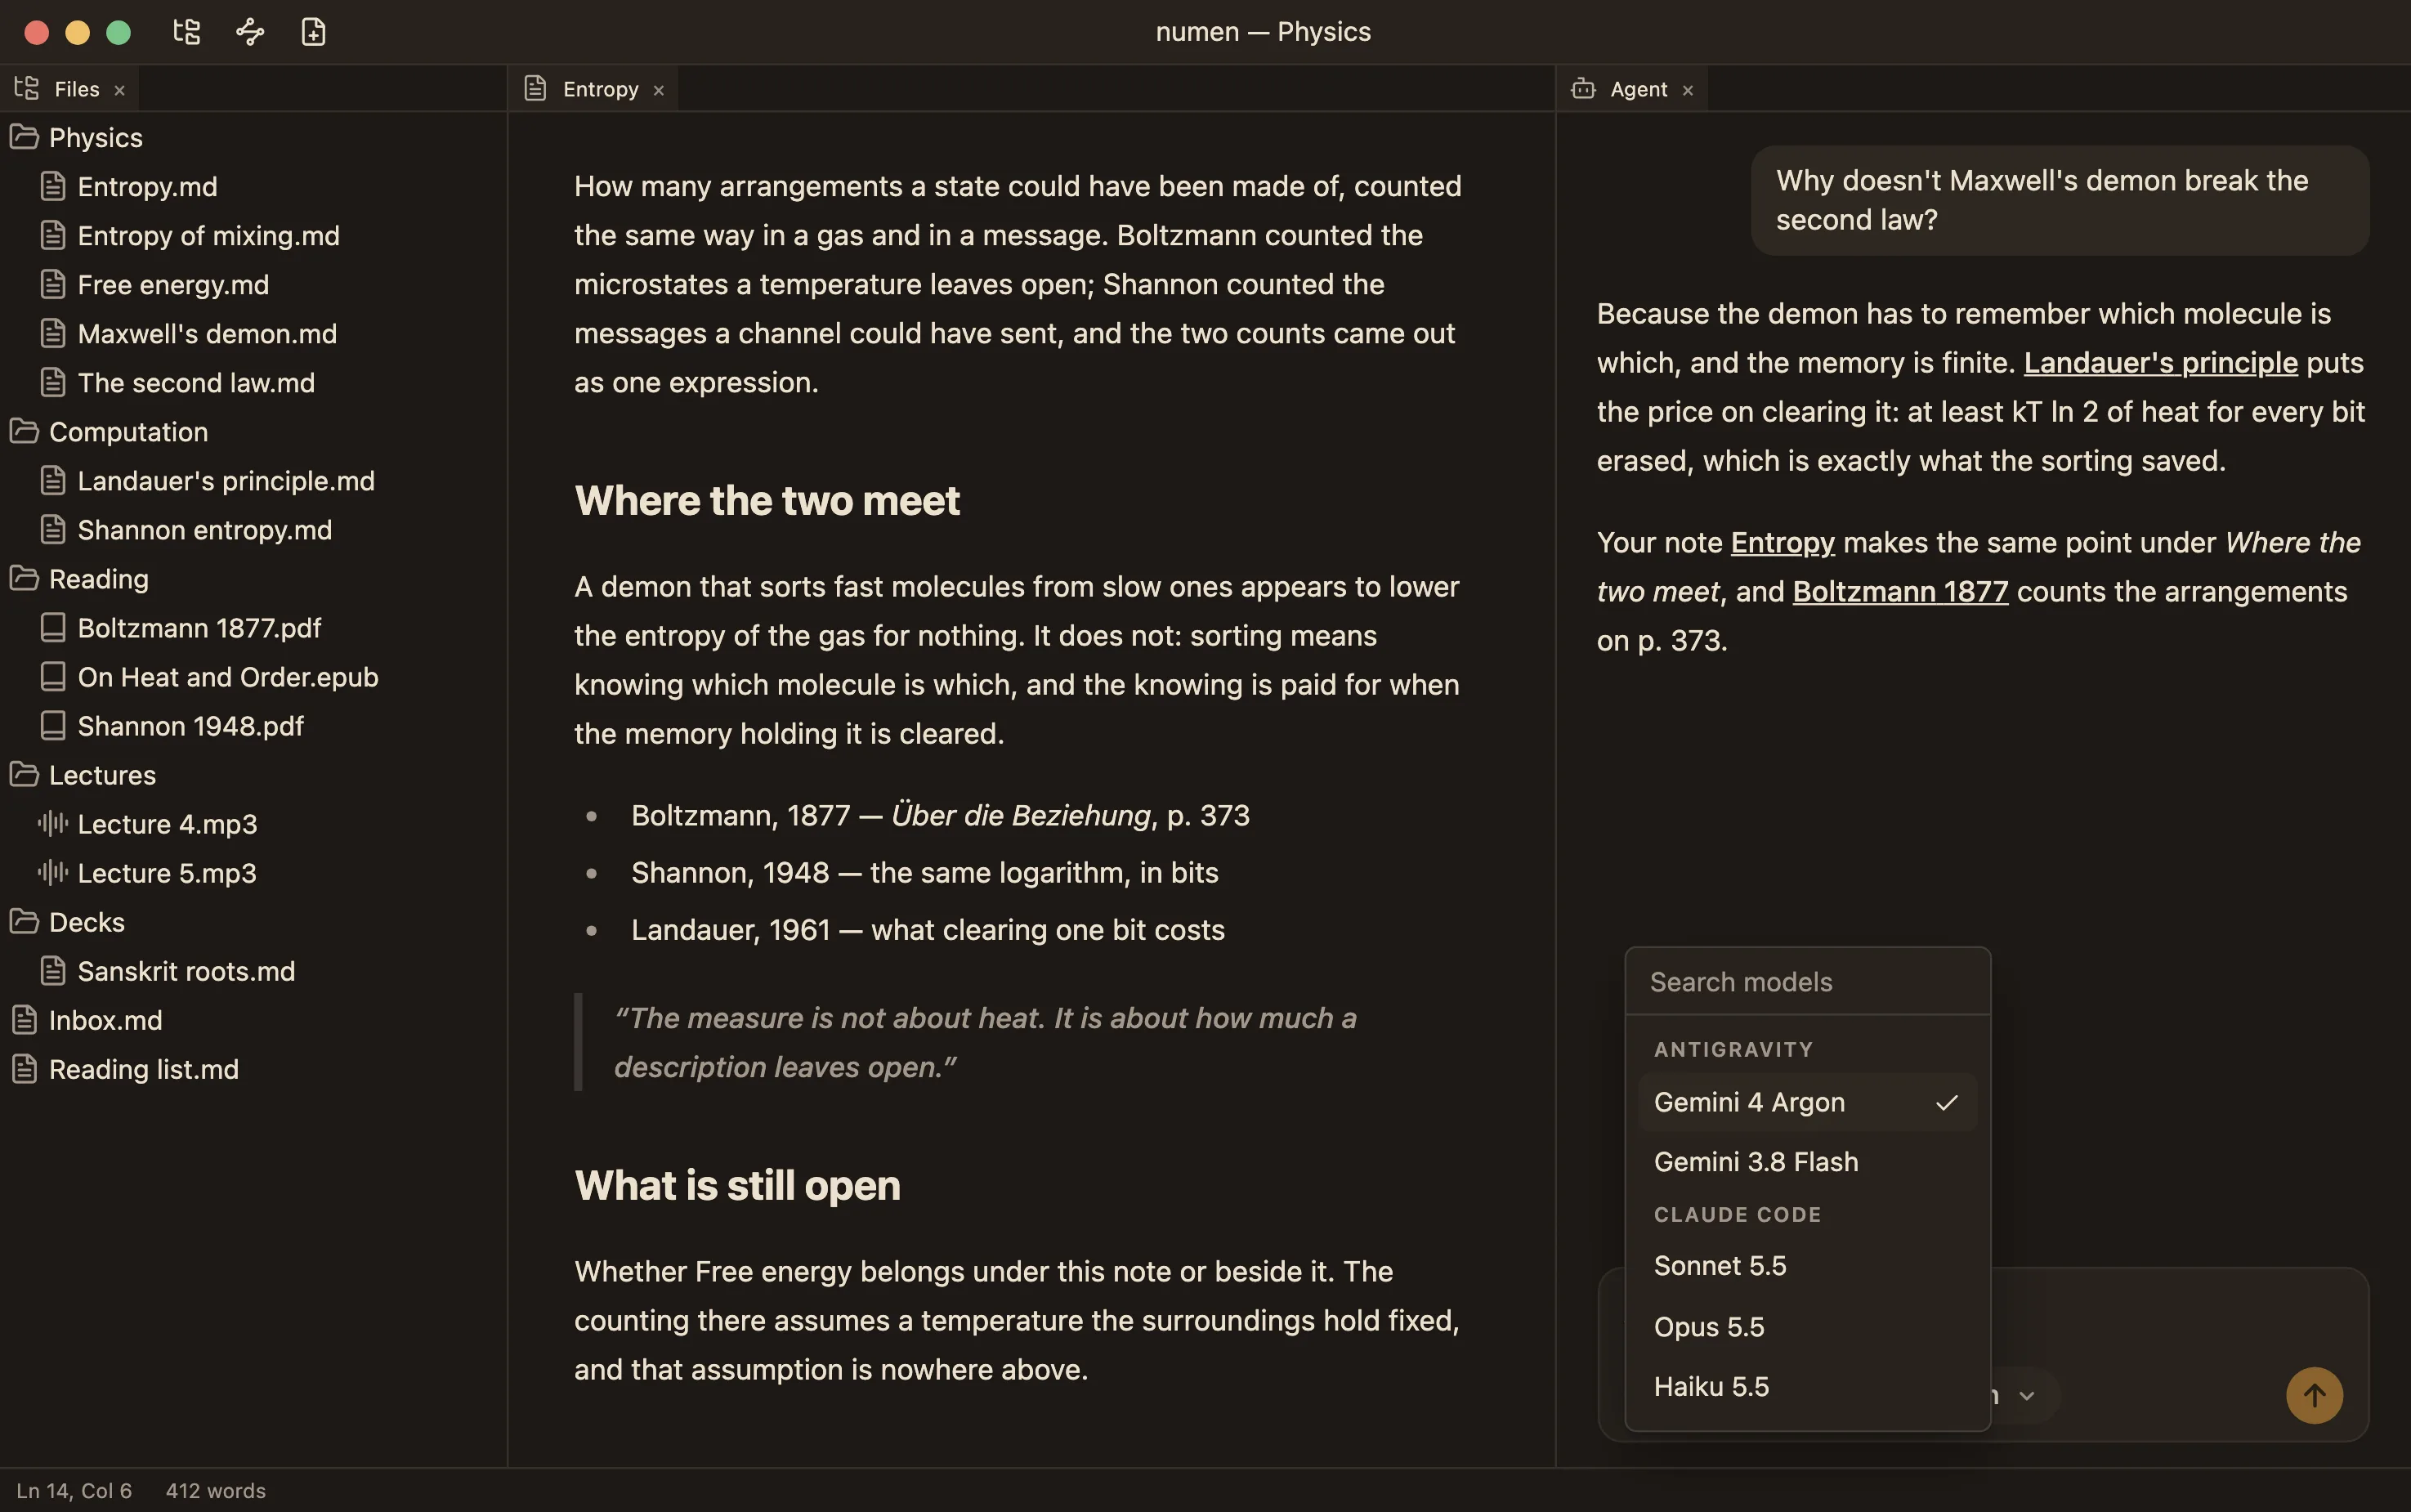 numen — Physics
Files
Physics
Entropy.md
Entropy of mixing.md
Free energy.md
Maxwell's demon.md
The second law.md
Computation
Landauer's principle.md
Shannon entropy.md
Reading
Boltzmann 1877.pdf
On Heat and Order.epub
Shannon 1948.pdf
Lectures
Lecture 4.mp3
Lecture 5.mp3
Decks
Sanskrit roots.md
Inbox.md
Reading list.md
Entropy
How many arrangements a state could have been made of, counted
the same way in a gas and in a message. Boltzmann counted the
microstates a temperature leaves open; Shannon counted the
messages a channel could have sent, and the two counts came out
as one expression.
Where the two meet
A demon that sorts fast molecules from slow ones appears to lower
the entropy of the gas for nothing. It does not: sorting means
knowing which molecule is which, and the knowing is paid for when
the memory holding it is cleared.
Boltzmann, 1877 — Über die Beziehung, p. 373
Shannon, 1948 — the same logarithm, in bits
Landauer, 1961 — what clearing one bit costs
“The measure is not about heat. It is about how much a
description leaves open.”
What is still open
Whether Free energy belongs under this note or beside it. The
counting there assumes a temperature the surroundings hold fixed,
and that assumption is nowhere above.
Agent
Why doesn't Maxwell's demon break the
second law?
Because the demon has to remember which molecule is
which, and the memory is finite. Landauer's principle puts
the price on clearing it: at least kT ln 2 of heat for every bit
erased, which is exactly what the sorting saved.
Your note Entropy makes the same point under Where the
two meet, and Boltzmann 1877 counts the arrangements
on p. 373.
Search models
ANTIGRAVITY
Gemini 4 Argon
Gemini 3.8 Flash
CLAUDE CODE
Sonnet 5.5
Opus 5.5
Haiku 5.5
Ln 14, Col 6
412 words